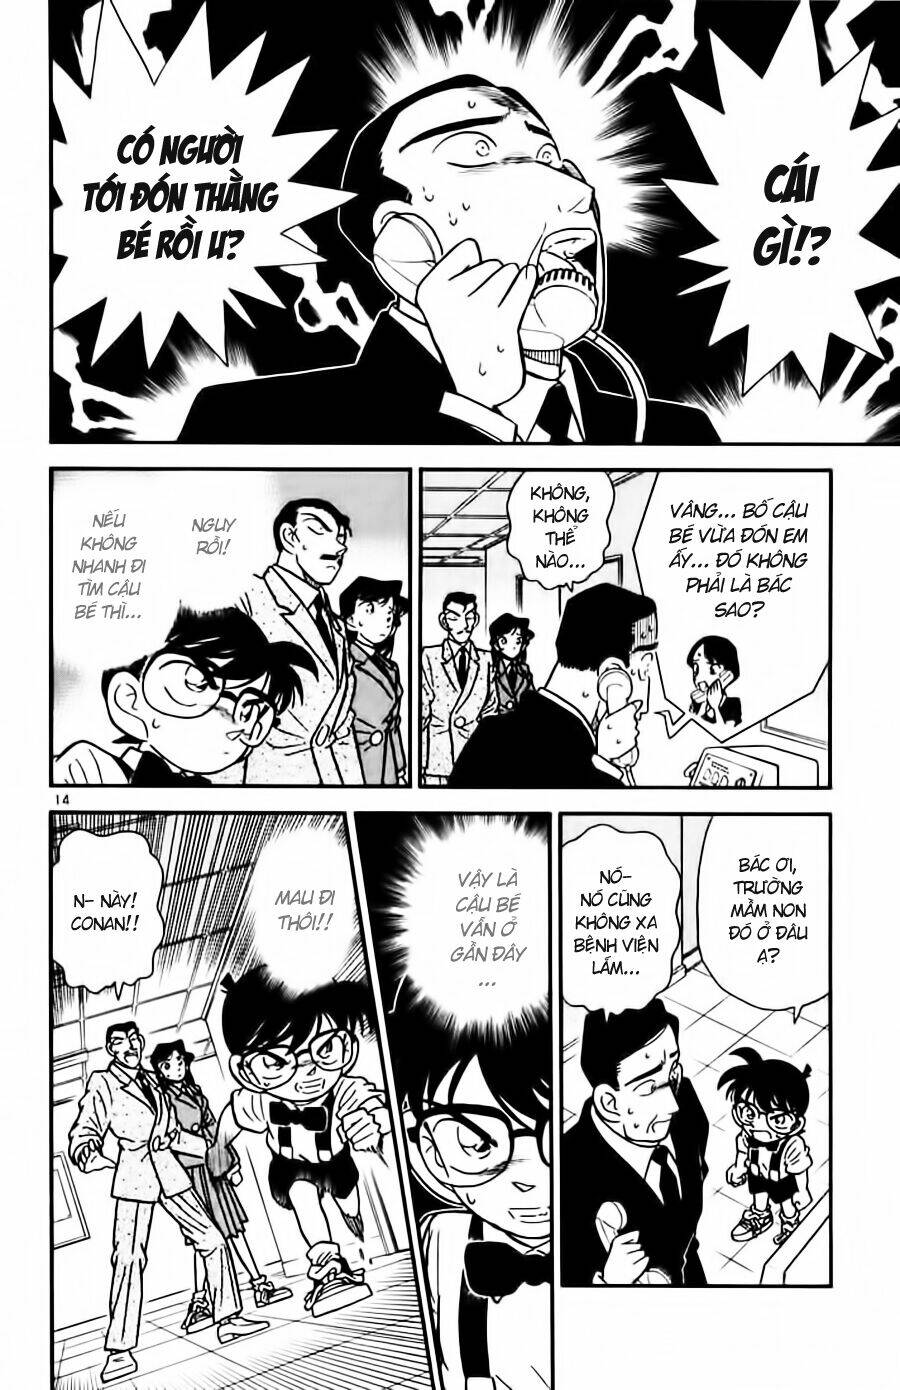 CÁI
GÌ!?
CÓ NGƯỜI
TỚI ĐÓN THẰNG
BÉ RỒI Ư?
VÂNG... BỐ CẬU
BÉ VỪA ĐÓN EM
ẤY... ĐÓ KHÔNG
PHẢI LÀ BÁC
SAO?
KHÔNG,
KHÔNG
THỂ
NÀO...
NGUY
RỒI!
NẾU
KHÔNG
NHANH ĐI
TÌM CẬU
BÉ THÌ...
14
BÁC ƠI,
TRƯỜNG
MẦM NON
ĐÓ Ở ĐÂU
Ạ?
NÓ-
NÓ CŨNG
KHÔNG XA
BỆNH VIỆN
LẮM...
VẬY LÀ
CẬU BÉ
VẪN Ở
GẦN ĐÂY
...
MAU ĐI
THÔI!!
N- NÀY!
CONAN!!